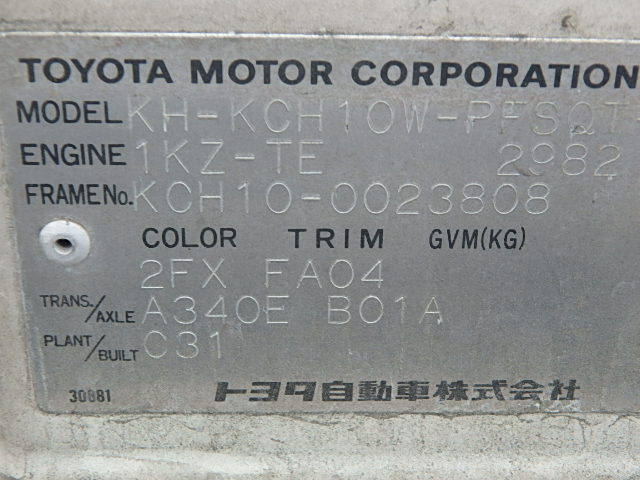 TOYOTA MOTOR CORPORATION
MODEL KH-KCH10W-PFSQT
ENGINE 1KZ-TE 2982
FRAME No. KCH10-0023808
COLOR TRIM GVM(KG)
2FX FA04
TRANS./AXLE A340E B01A
PLANT/BUILT C31
30881 トヨタ自動車株式会社